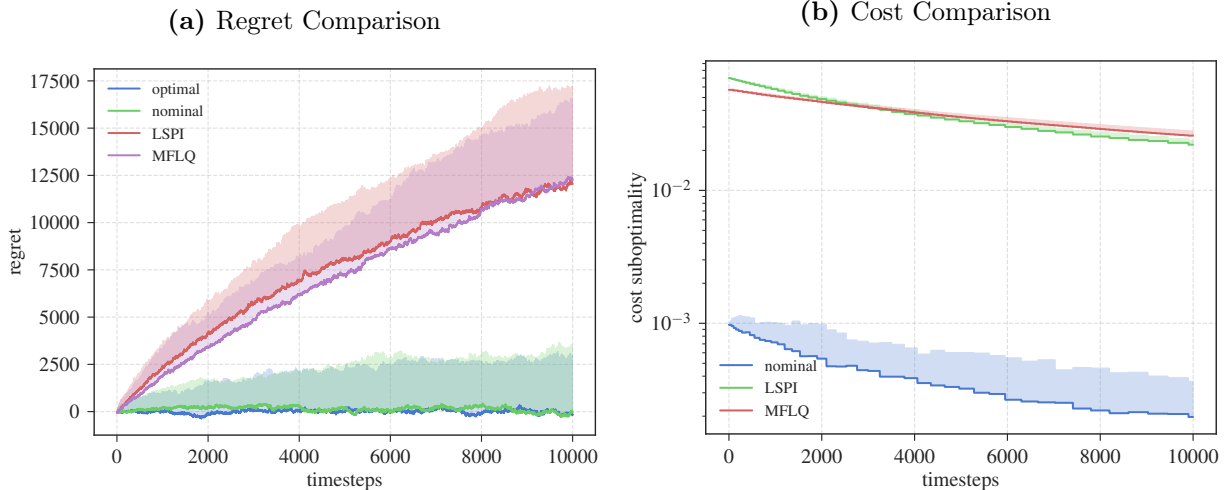 (a) Regret Comparison
17500
15000
12500
10000
7500
5000
2500
0
regret
optimal
nominal
LSPI
MFLQ
0 2000 4000 6000 8000 10000
timesteps
(b) Cost Comparison
10⁻²
10⁻³
cost suboptimality
nominal
LSPI
MFLQ
0 2000 4000 6000 8000 10000
timesteps